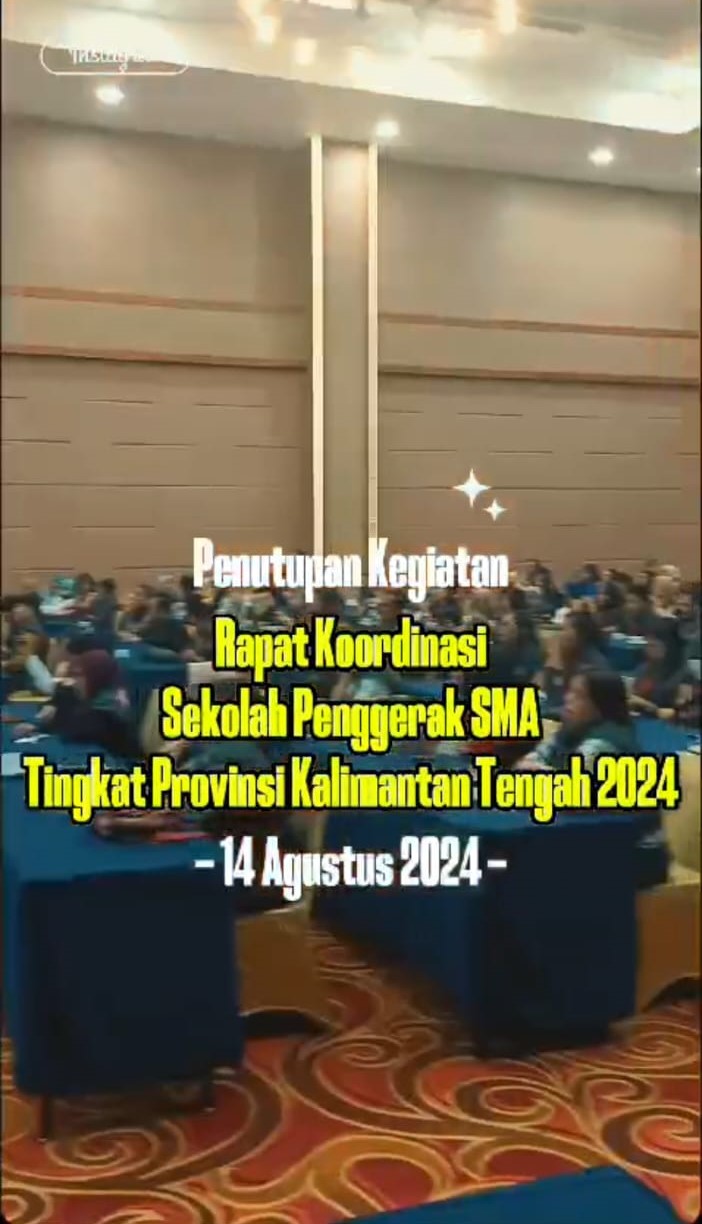 Penutupan Kegiatan
Rapat Koordinasi
Sekolah Penggerak SMA
Tingkat Provinsi Kalimantan Tengah 2024
- 14 Agustus 2024 -